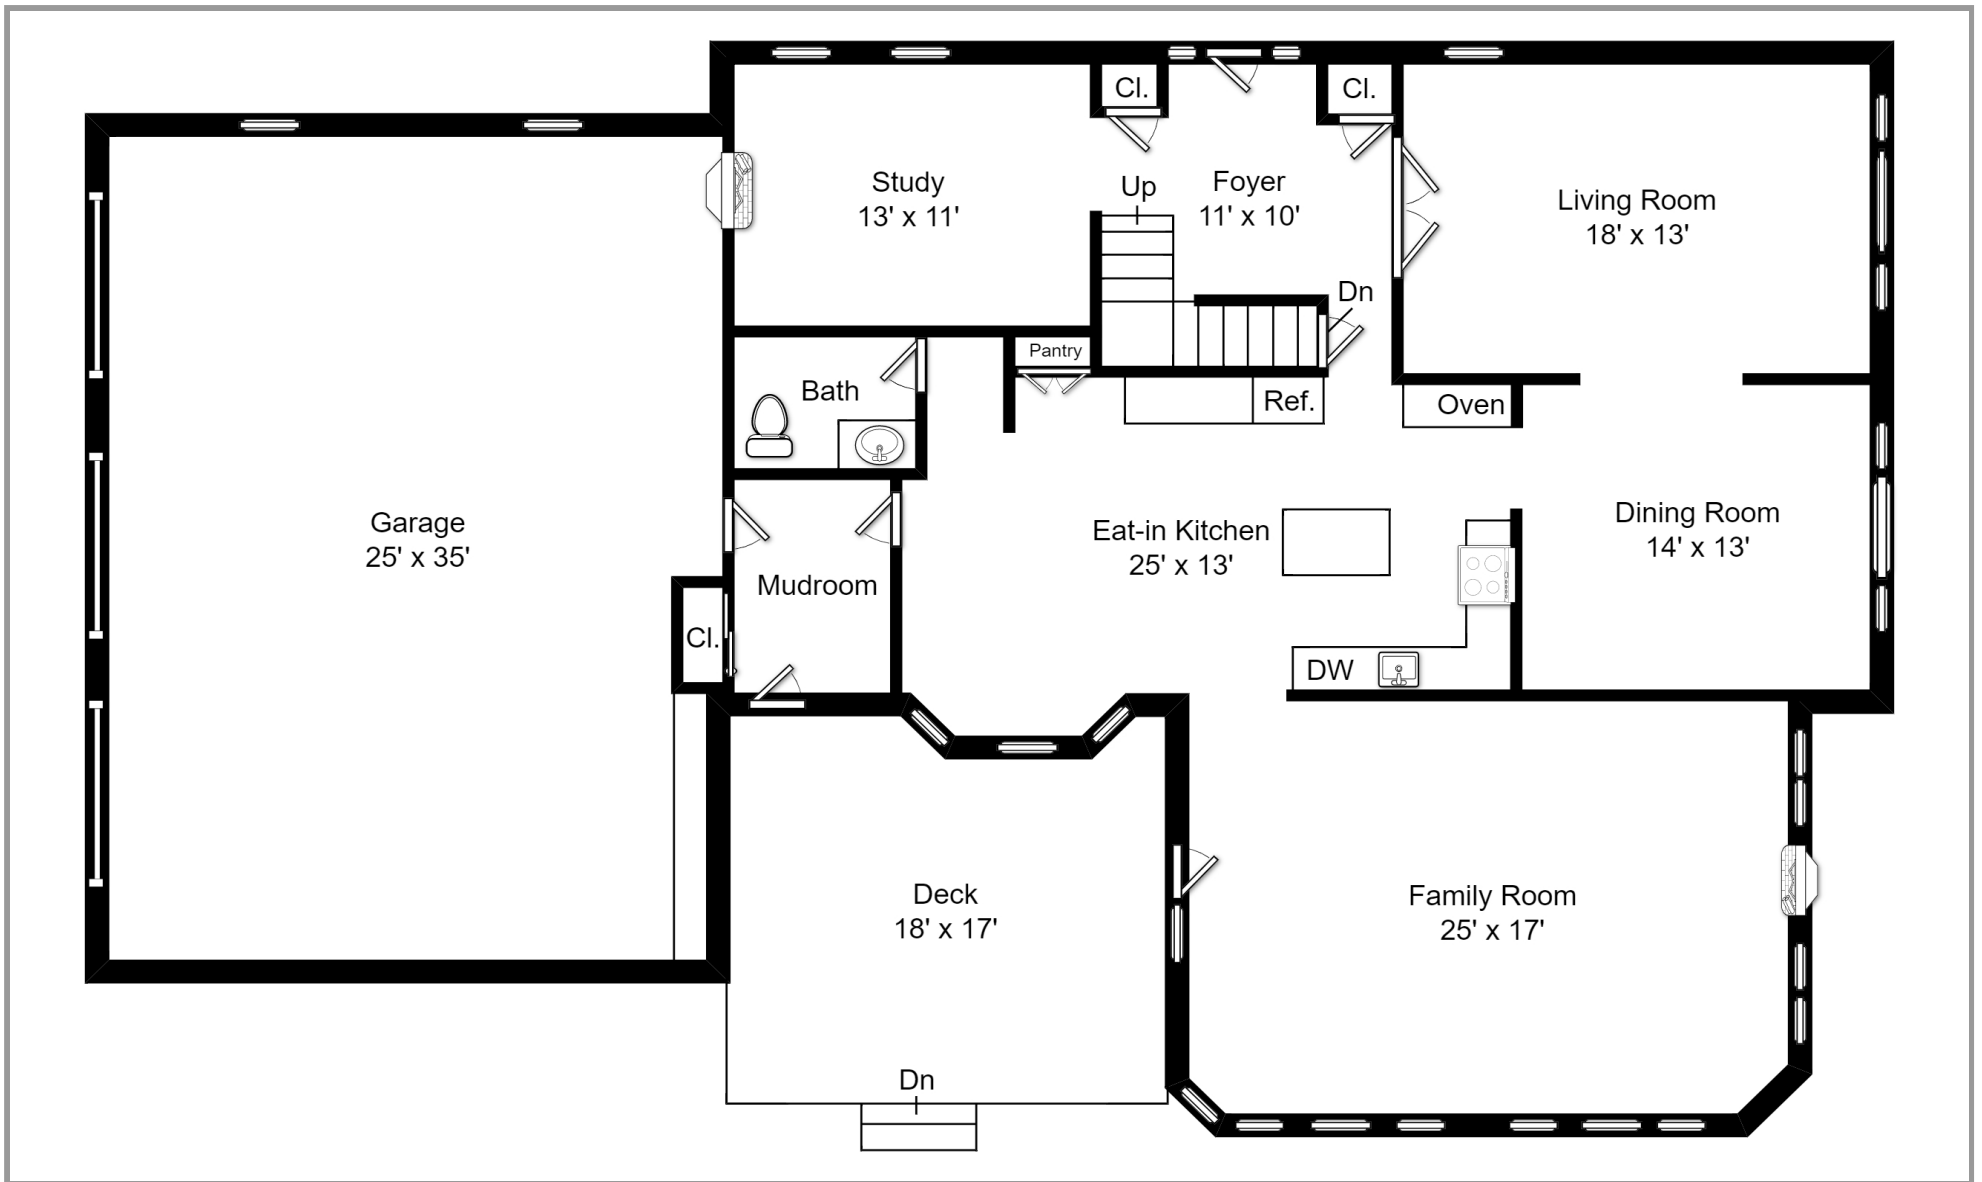 Cl.
Cl.
Study
13' x 11'
Up
Foyer
11' x 10'
Living Room
18' x 13'
Dn
Pantry
Bath
Ref.
Oven
Garage
25' x 35'
Eat-in Kitchen
25' x 13'
Dining Room
14' x 13'
Mudroom
Cl.
DW
Deck
18' x 17'
Family Room
25' x 17'
Dn